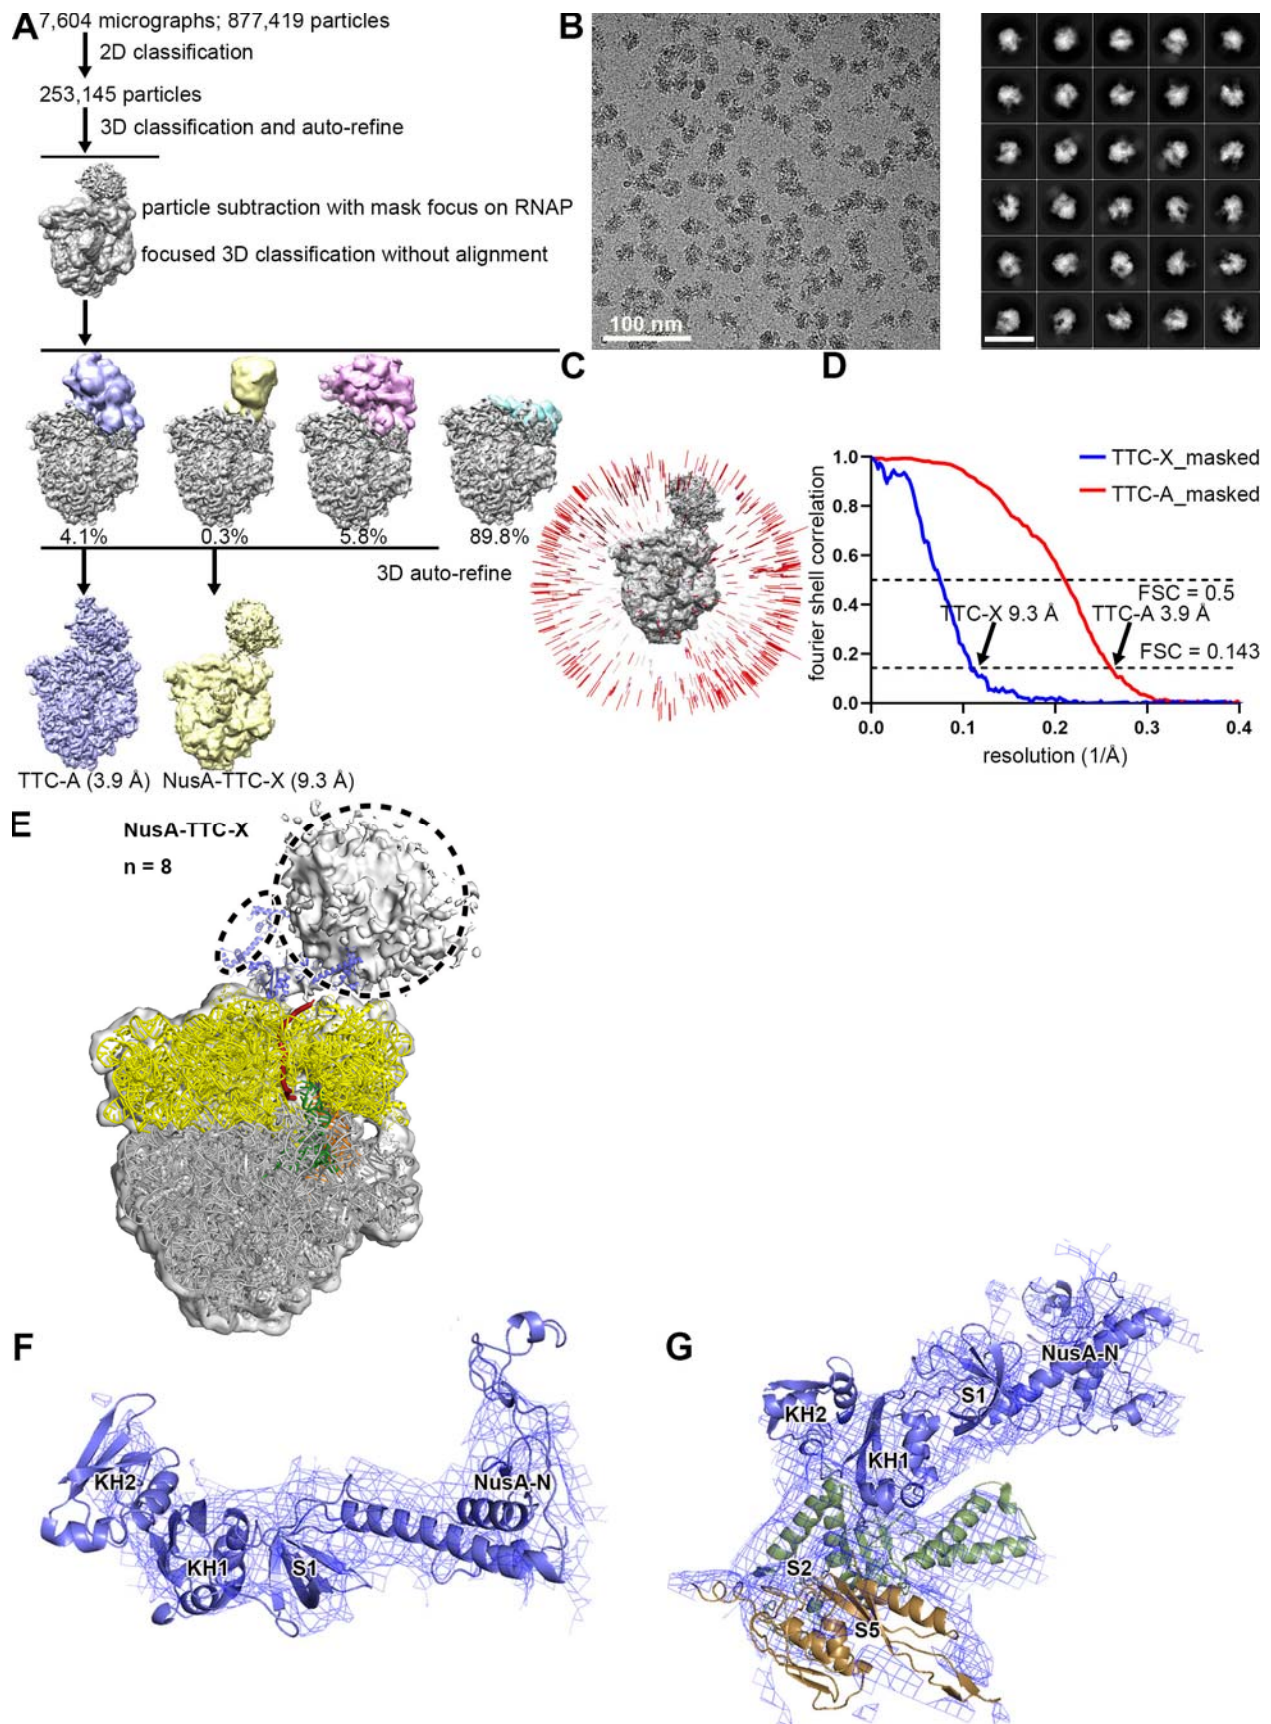 A
7,604 micrographs; 877,419 particles
2D classification
253,145 particles
3D classification and auto-refine
particle subtraction with mask focus on RNAP
focused 3D classification without alignment
4.1%
0.3%
5.8%
89.8%
3D auto-refine
TTC-A (3.9 Å)
NusA-TTC-X (9.3 Å)
B
100 nm
C
D
TTC-X_masked
TTC-A_masked
fourier shell correlation
1.0
0.8
0.6
0.4
0.2
0.0
FSC = 0.5
TTC-X 9.3 Å
TTC-A 3.9 Å
FSC = 0.143
0.0
0.1
0.2
0.3
0.4
resolution (1/Å)
E
NusA-TTC-X
n = 8
F
KH2
KH1
S1
NusA-N
G
NusA-N
S1
KH2
KH1
S2
S5